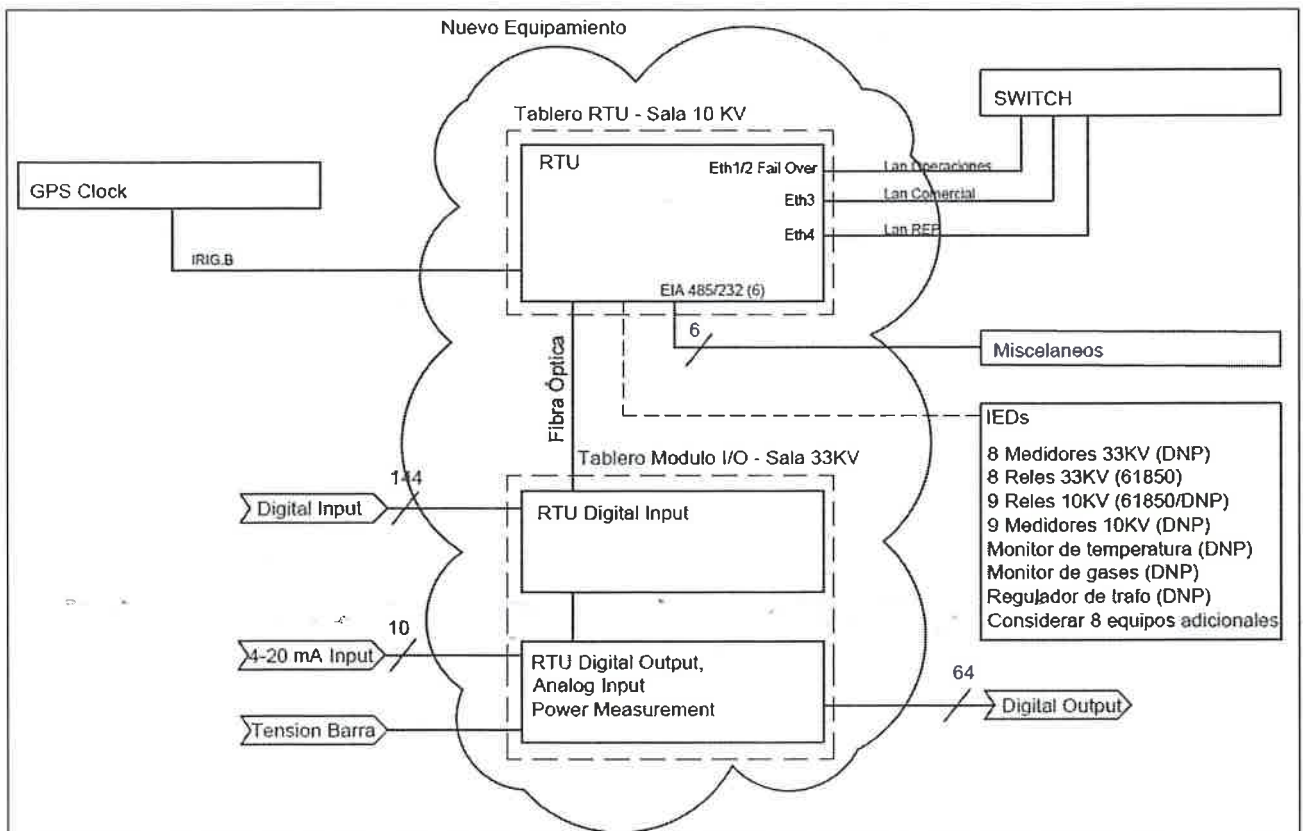 Nuevo Equipamiento
Tablero RTU - Sala 10 KV
SWITCH
GPS Clock
RTU
Eth1/2 Fail Over
Lan Operaciones
Eth3
Lan Comercial
Eth4
Lan REP
IRIG.B
EIA 485/232 (6)
6
Miscelaneos
Fibra Óptica
IEDs
8 Medidores 33KV (DNP)
8 Reles 33KV (61850)
9 Reles 10KV (61850/DNP)
9 Medidores 10KV (DNP)
Monitor de temperatura (DNP)
Monitor de gases (DNP)
Regulador de trafo (DNP)
Considerar 8 equipos adicionales
Tablero Modulo I/O - Sala 33KV
144
Digital Input
RTU Digital Input
10
4-20 mA Input
RTU Digital Output,
Analog Input
Power Measurement
64
Digital Output
Tension Barra